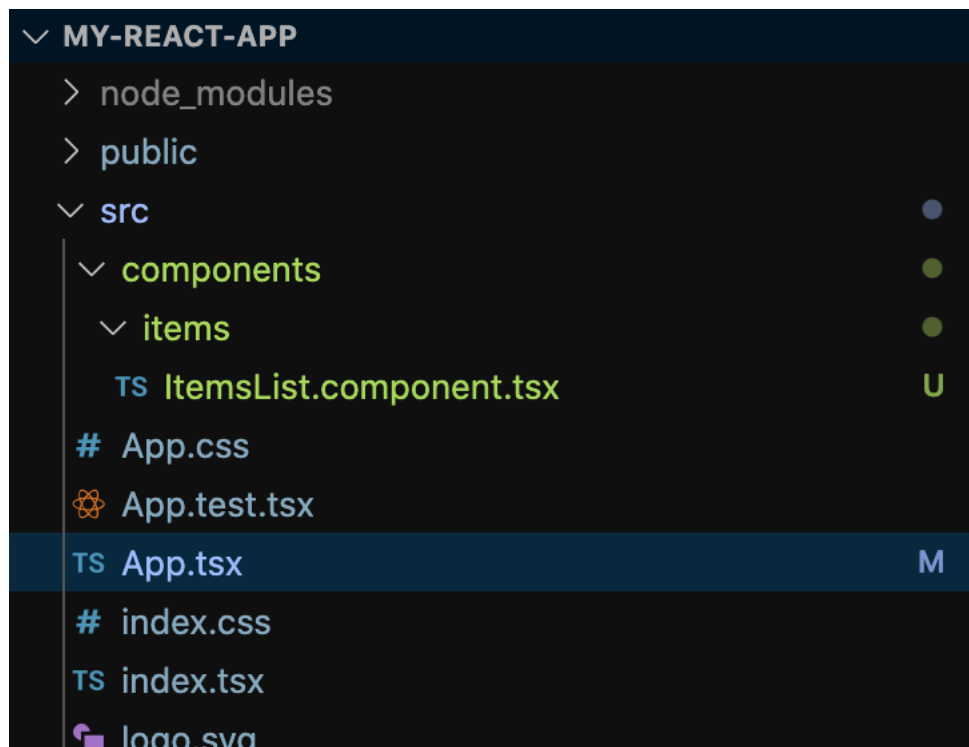 MY-REACT-APP
node_modules
public
src
components
items
TS ItemsList.component.tsx U
# App.css
App.test.tsx
TS App.tsx M
# index.css
TS index.tsx
logo.svg